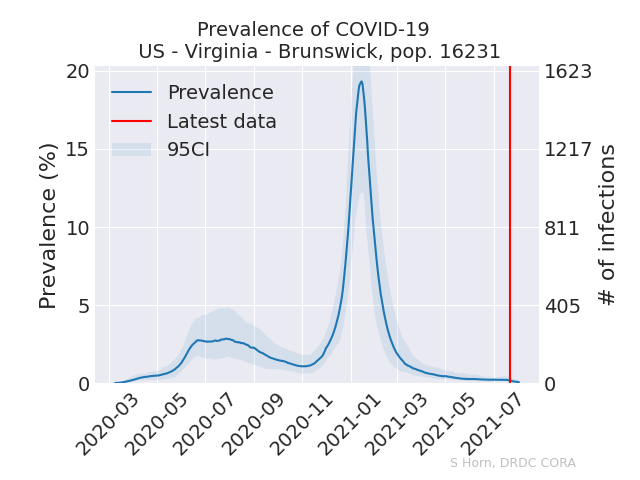 Prevalence of COVID-19
US - Virginia - Brunswick, pop. 16231
Prevalence (%)
20
15
10
5
0
Prevalence
Latest data
95CI
1623
1217
811
405
0
# of infections
2020-03
2020-05
2020-07
2020-09
2020-11
2021-01
2021-03
2021-05
2021-07
S Horn, DRDC CORA